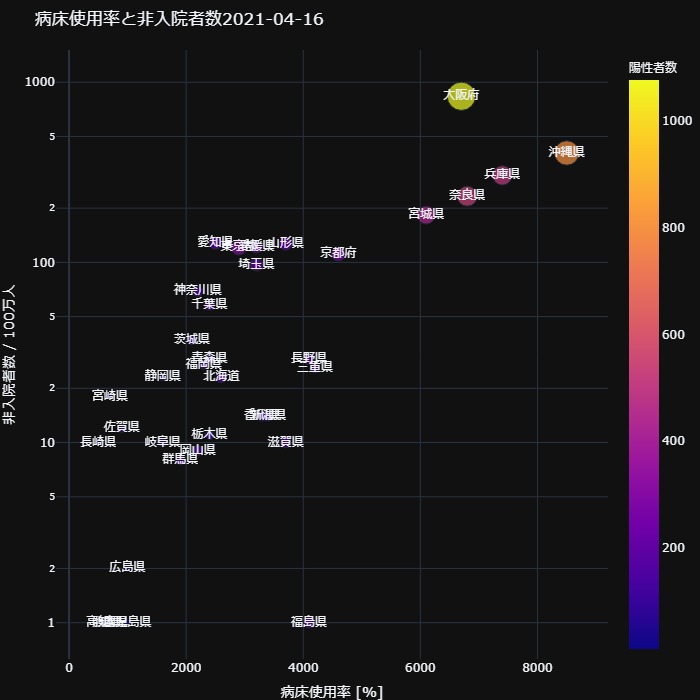 病床使用率と非入院者数2021-04-16
陽性者数
1000
5
2
100
5
2
10
5
2
1
非入院者数 / 100万人
大阪府
沖縄県
兵庫県
奈良県
宮城県
愛知県
山形県
京都府
埼玉県
神奈川県
千葉県
茨城県
青森県
福岡県
長野県
三重県
静岡県
北海道
宮崎県
佐賀県
栃木県
長崎県
岐阜県
滋賀県
岡山県
群馬県
広島県
福島県
0
2000
4000
6000
8000
病床使用率 [%]
1000
800
600
400
200